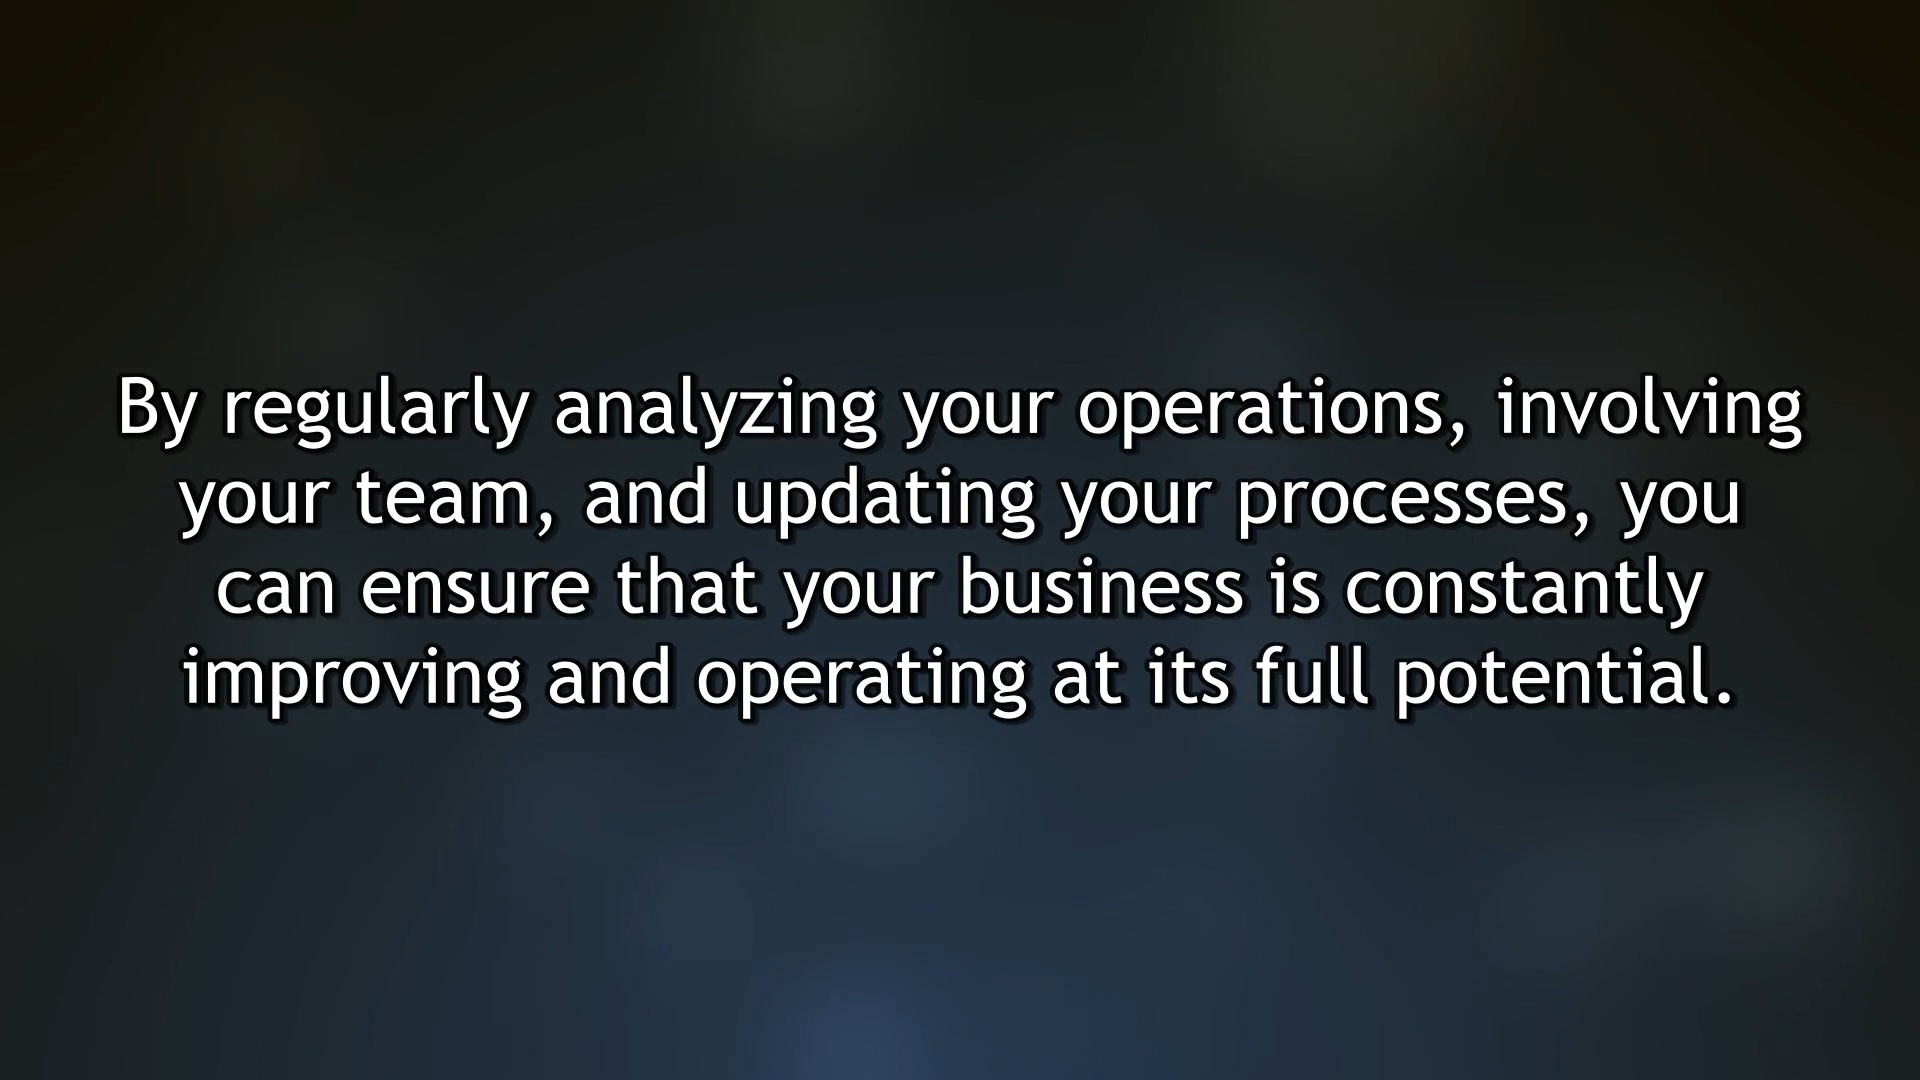 By regularly analyzing your operations, involving
your team, and updating your processes, you
can ensure that your business is constantly
improving and operating at its full potential.